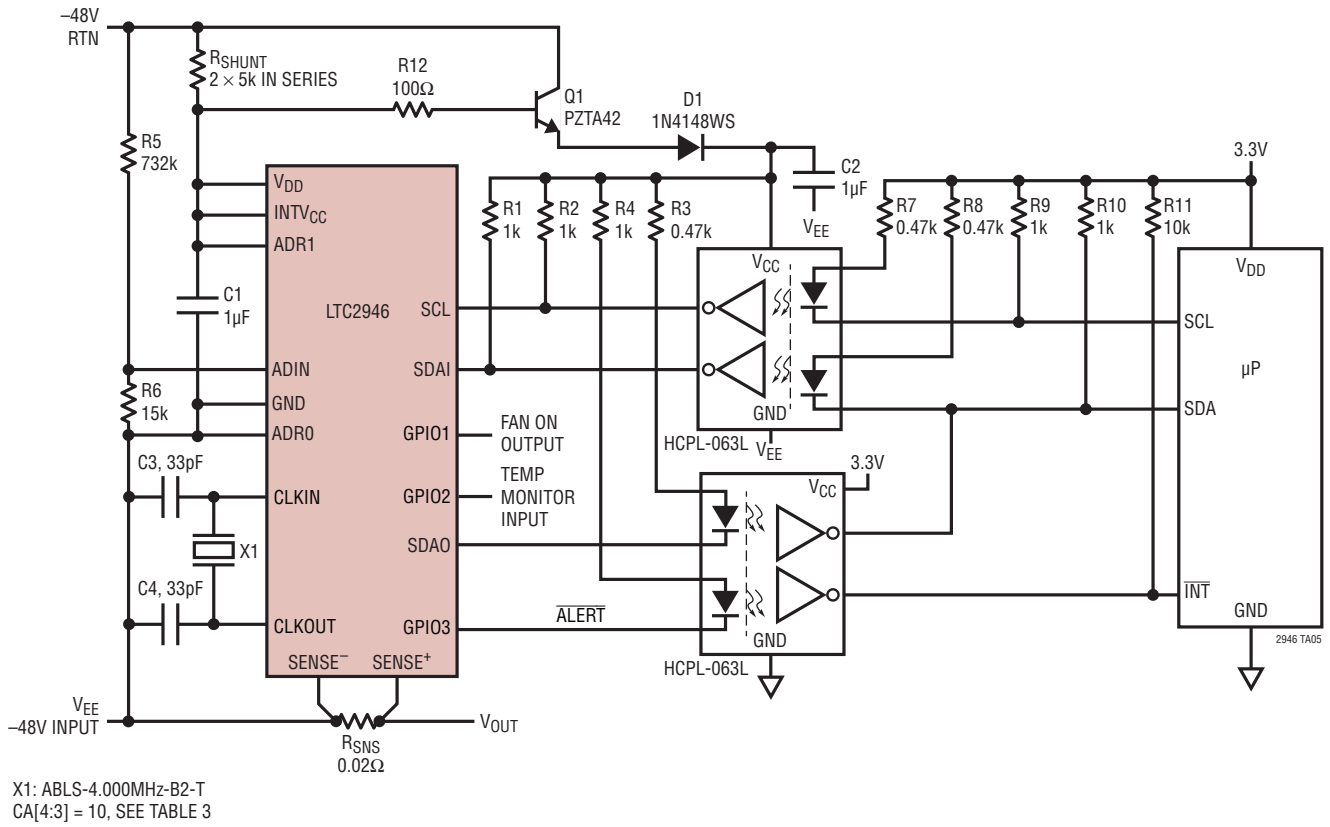 –48V
RTN
RSHUNT
2 × 5k IN SERIES
R12
100Ω
Q1
PZTA42
D1
1N4148WS
R5
732k
C2
1µF
VEE
3.3V
VDD
INTVCC
ADR1
R1
1k
R2
1k
R4
1k
R3
0.47k
R7
0.47k
R8
0.47k
R9
1k
R10
1k
R11
10k
VCC
VDD
C1
1µF
LTC2946
SCL
SCL
ADIN
SDAI
µP
R6
15k
GND
GND
SDA
ADR0
GPIO1
FAN ON
OUTPUT
HCPL-063L
VEE
C3, 33pF
CLKIN
GPIO2
TEMP
MONITOR
INPUT
VCC
3.3V
SDAO
X1
C4, 33pF
CLKOUT
GPIO3
ALERT
GND
INT
GND
HCPL-063L
2946 TA05
SENSE–
SENSE+
VEE
–48V INPUT
VOUT
RSNS
0.02Ω
X1: ABLS-4.000MHz-B2-T
CA[4:3] = 10, SEE TABLE 3